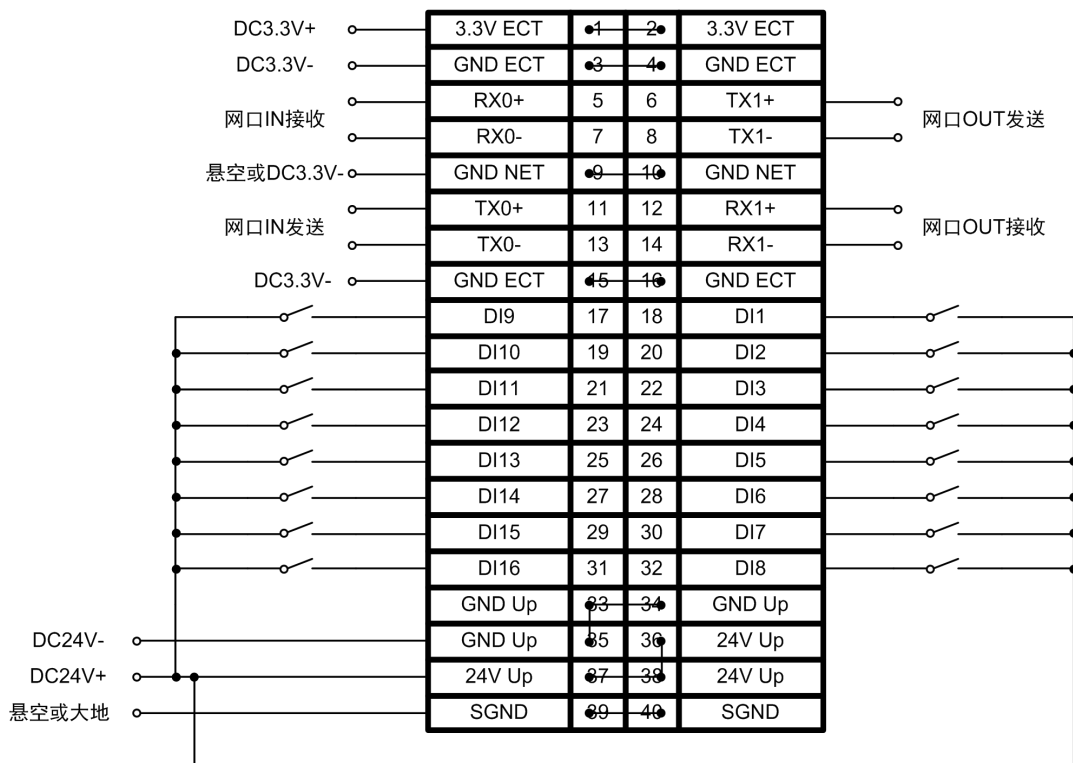 DC3.3V+ 3.3V ECT 1 2 3.3V ECT
DC3.3V- GND ECT 3 4 GND ECT
RX0+ 5 6 TX1+
网口IN接收 网口OUT发送
RX0- 7 8 TX1-
悬空或DC3.3V- GND NET 9 10 GND NET
TX0+ 11 12 RX1+
网口IN发送 网口OUT接收
TX0- 13 14 RX1-
DC3.3V- GND ECT 15 16 GND ECT
DI9 17 18 DI1
DI10 19 20 DI2
DI11 21 22 DI3
DI12 23 24 DI4
DI13 25 26 DI5
DI14 27 28 DI6
DI15 29 30 DI7
DI16 31 32 DI8
GND Up 33 34 GND Up
DC24V- GND Up 35 36 24V Up
DC24V+ 24V Up 37 38 24V Up
悬空或大地 SGND 39 40 SGND